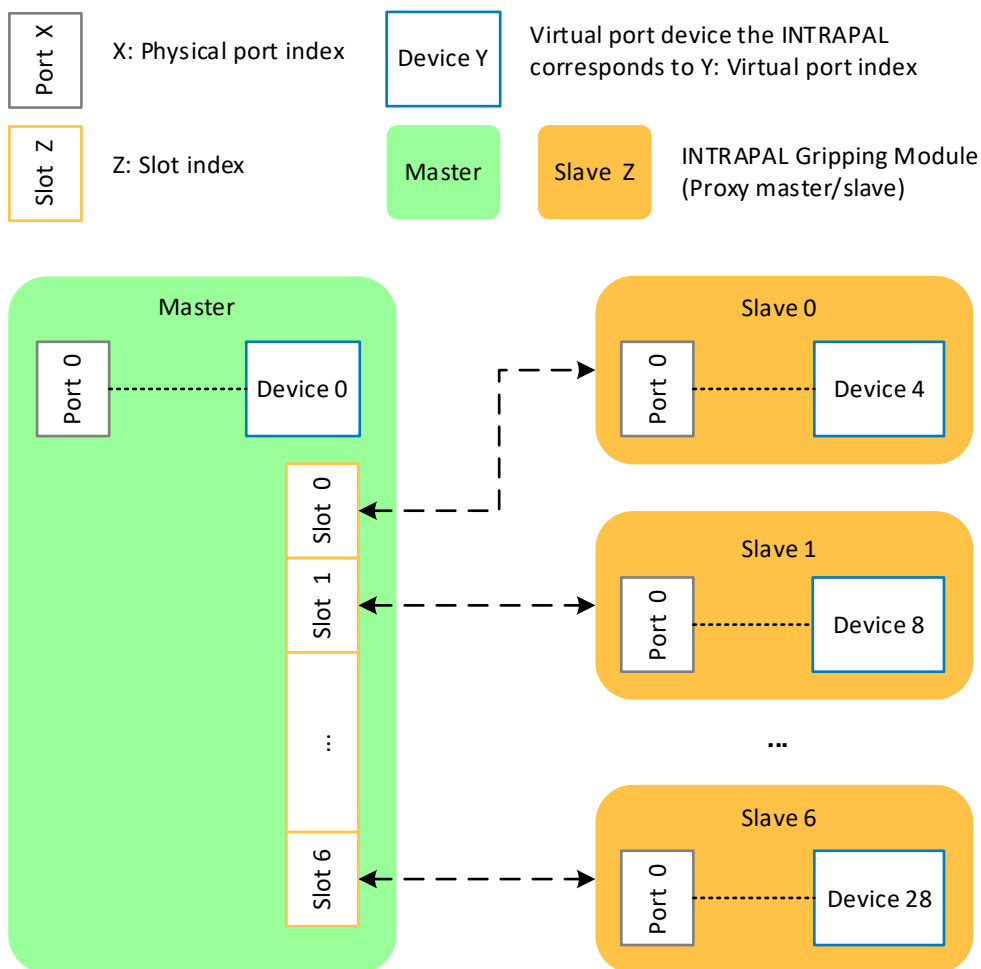 Port X
X: Physical port index
Device Y
Virtual port device the INTRAPAL
corresponds to Y: Virtual port index
Slot Z
Z: Slot index
Master
Slave Z
INTRAPAL Gripping Module
(Proxy master/slave)
Master
Port 0
Device 0
Slot 0
Slot 1
...
Slot 6
Slave 0
Port 0
Device 4
Slave 1
Port 0
Device 8
...
Slave 6
Port 0
Device 28